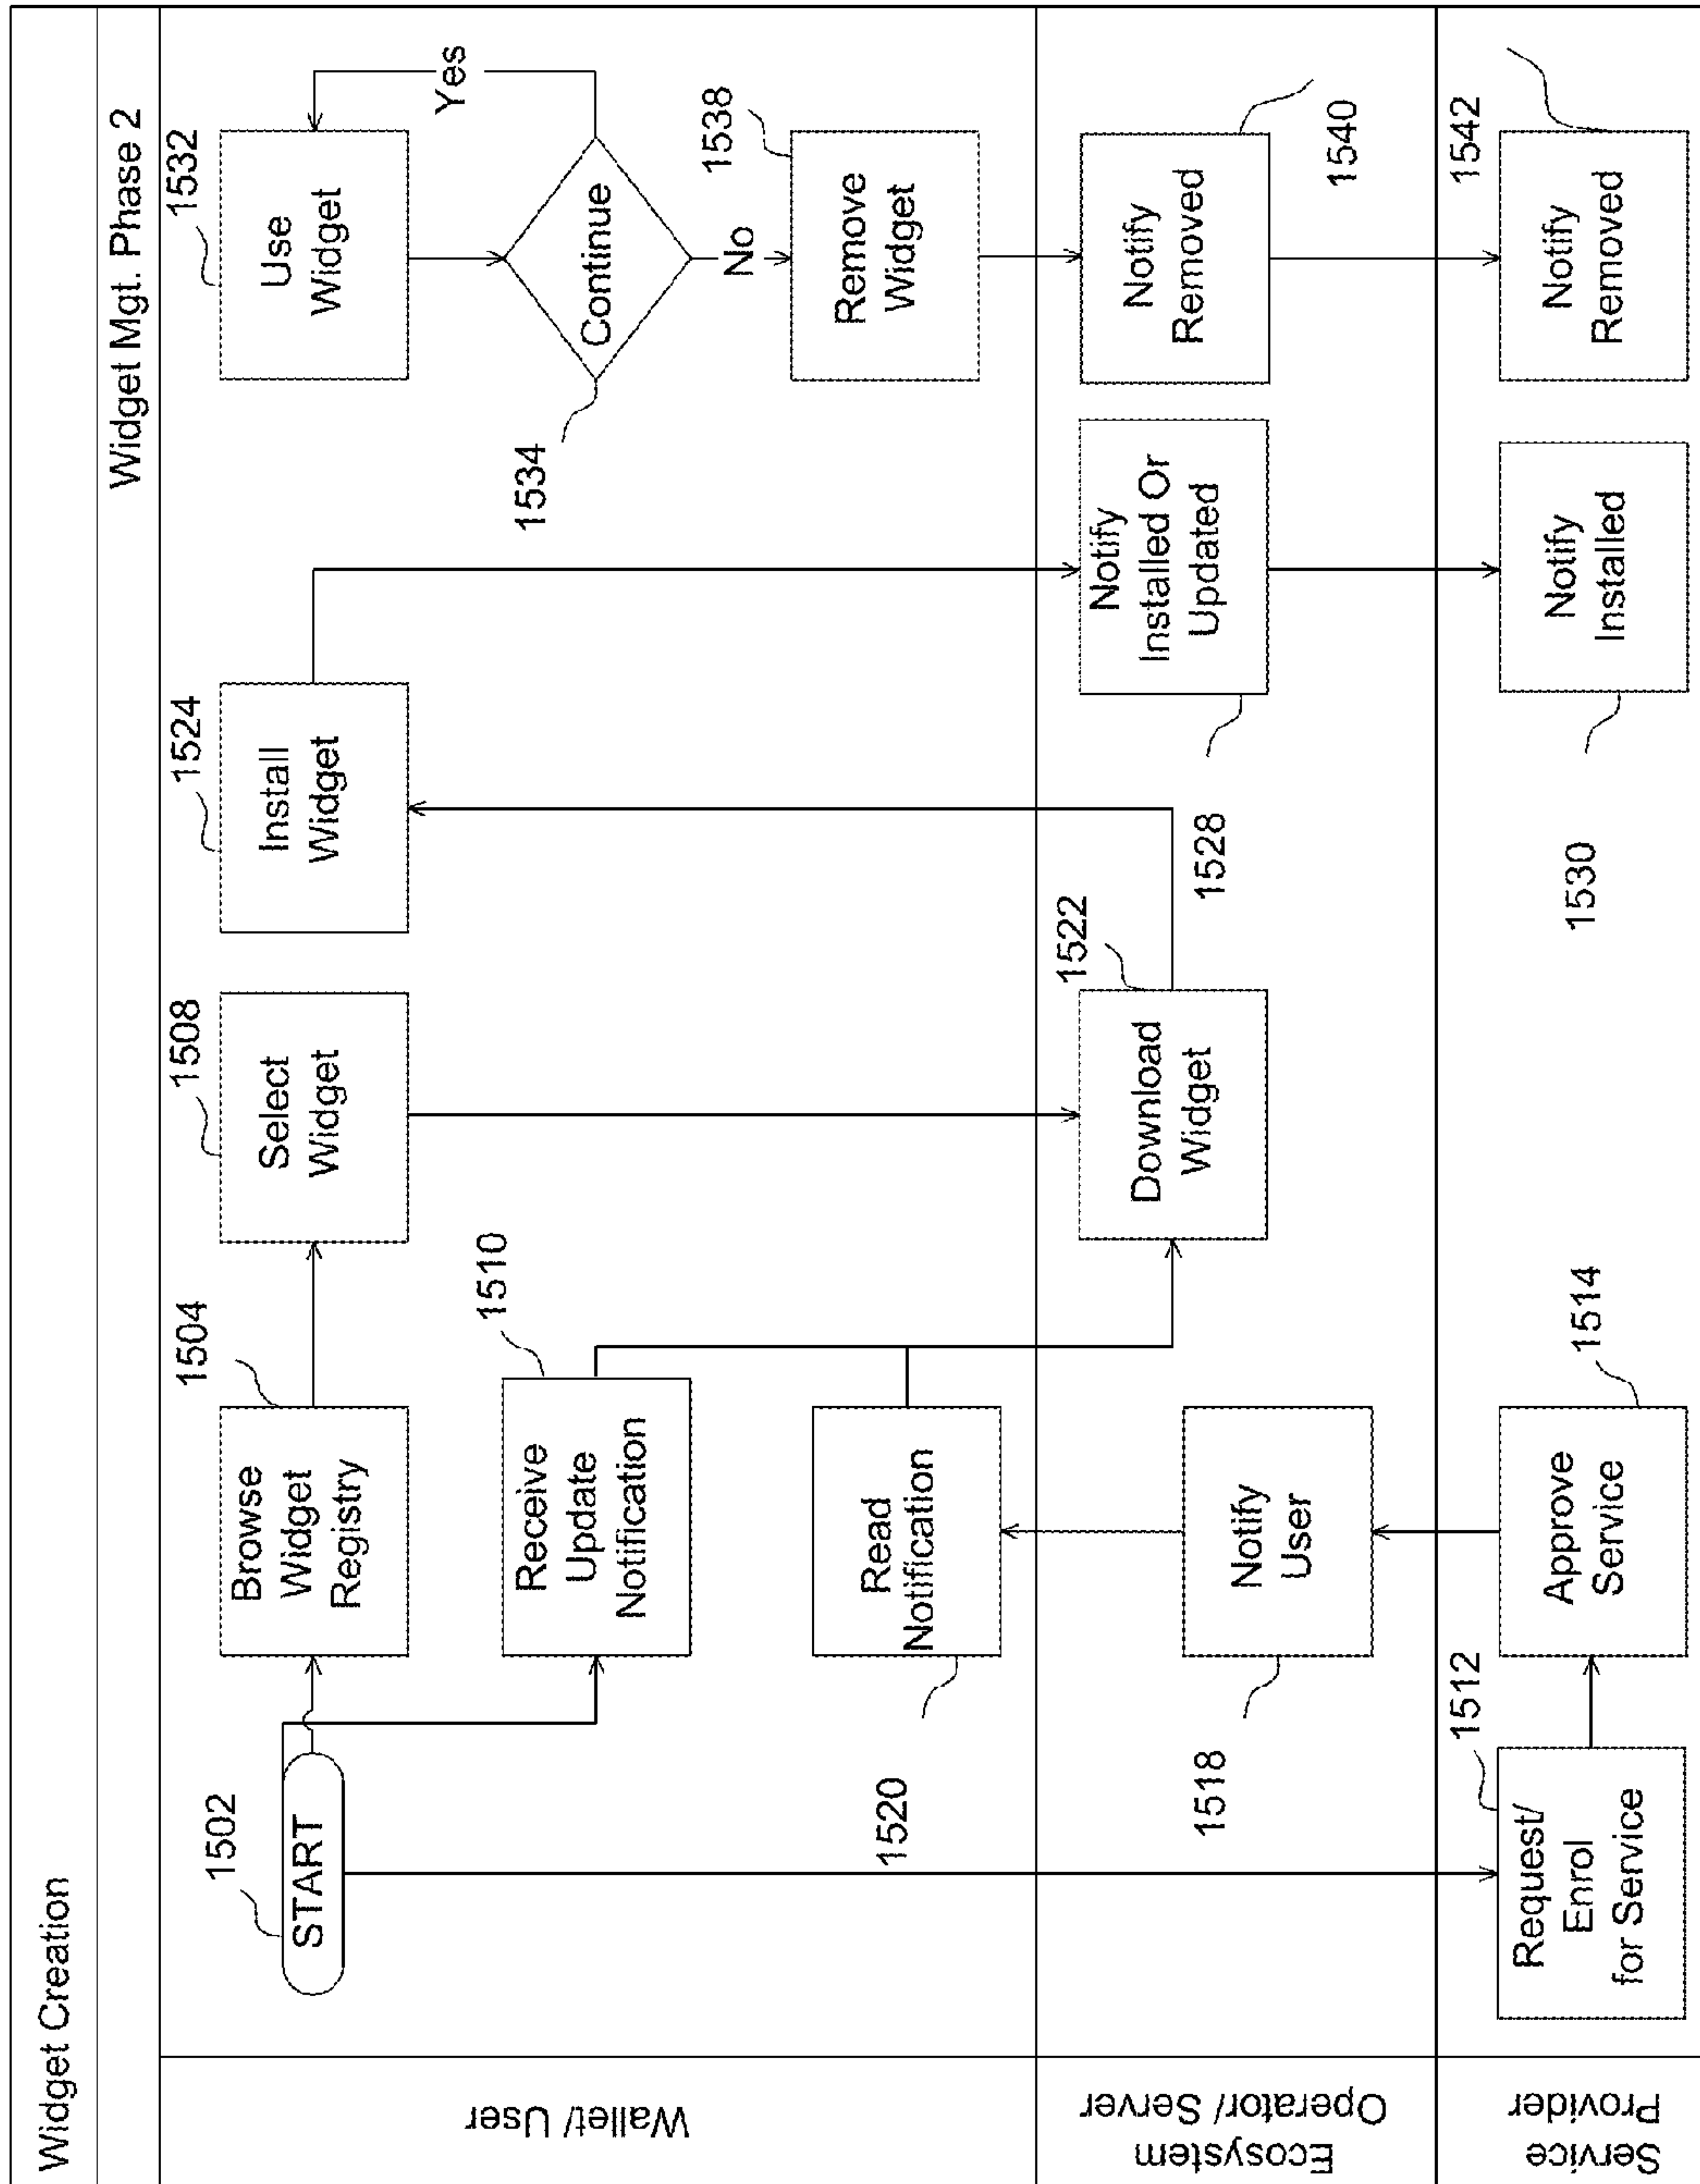 Widget Creation
Widget Mgt. Phase 2
Wallet/ User
1502
START
1504
Browse
Widget
Registry
1508
Select
Widget
1524
Install
Widget
1532
Use
Widget
Yes
1534
Continue
No
1510
Receive
Update
Notification
1520
Read
Notification
1538
Remove
Widget
Ecosystem
Operator/ Server
1518
Notify
User
1522
Download
Widget
1528
Notify
Installed Or
Updated
Notify
Removed
1540
Service
Provider
1512
Request/
Enrol
for Service
1514
Approve
Service
1530
Notify
Installed
1542
Notify
Removed